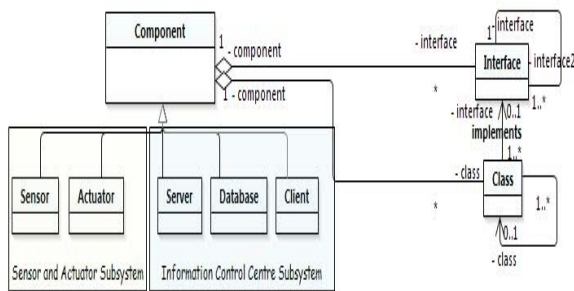 Component
1
- component
- interface
*
1
- interface
Interface
- interface2
1..*
1 - component
- interface
0..1
implements
1..*
- class
*
Class
1..*
0..1
- class
Sensor
Actuator
Server
Database
Client
Sensor and Actuator Subsystem
Information Control Centre Subsystem